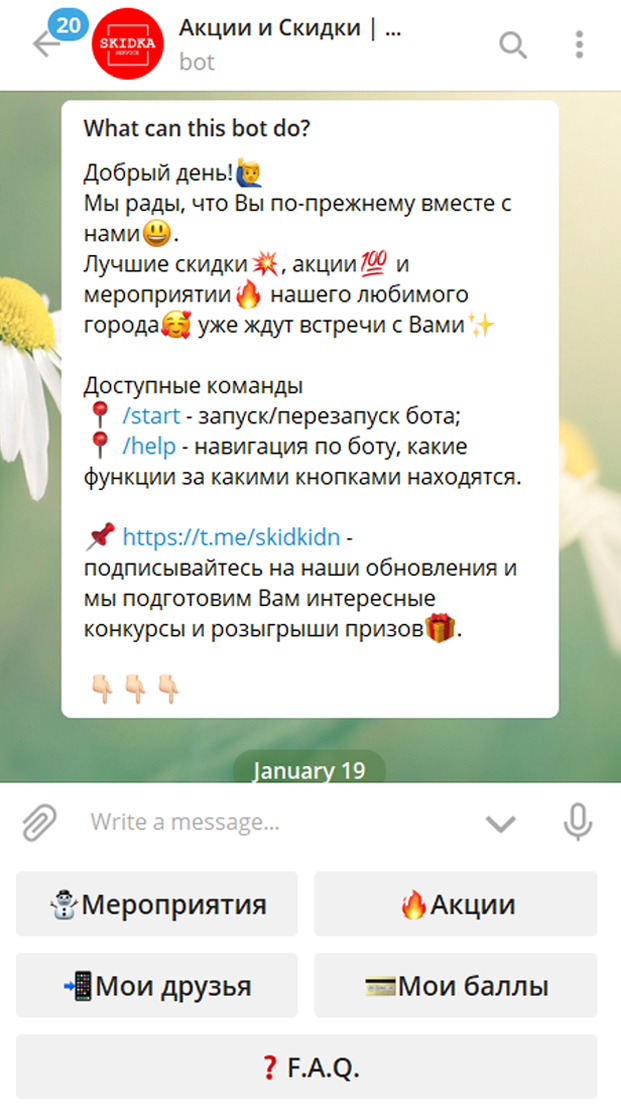 20
SKIDKA
Акции и Скидки | ...
bot
What can this bot do?
Добрый день!🙋‍♂️
Мы рады, что Вы по-прежнему вместе с
нами😃.
Лучшие скидки💥, акции💯 и
мероприятии🔥 нашего любимого
города🥰 уже ждут встречи с Вами✨
Доступные команды
📍 /start - запуск/перезапуск бота;
📍 /help - навигация по боту, какие
функции за какими кнопками находятся.
📌 https://t.me/skidkidn -
подписывайтесь на наши обновления и
мы подготовим Вам интересные
конкурсы и розыгрыши призов🎁.
👇🏻👇🏻👇🏻
January 19
Write a message...
⛄Мероприятия
🔥Акции
📲Мои друзья
💳Мои баллы
❓ F.A.Q.